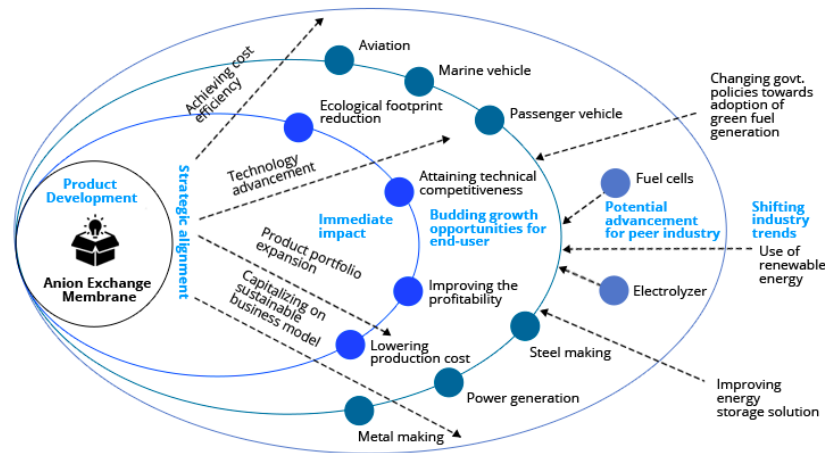 Aviation
Marine vehicle
Passenger vehicle
Achieving cost
efficiency
Ecological footprint
reduction
Technology
advancement
Changing govt.
policies towards
adoption of
green fuel
generation
Product
Development
Anion Exchange
Membrane
Strategic alignment
Immediate
impact
Attaining technical
competitiveness
Budding growth
opportunities for
end-user
Fuel cells
Potential
advancement
for peer industry
Shifting
industry
trends
Use of
renewable
energy
Product portfolio
expansion
Capitalizing on
sustainable
business model
Improving the
profitability
Electrolyzer
Lowering
production cost
Steel making
Power generation
Metal making
Improving
energy
storage solution